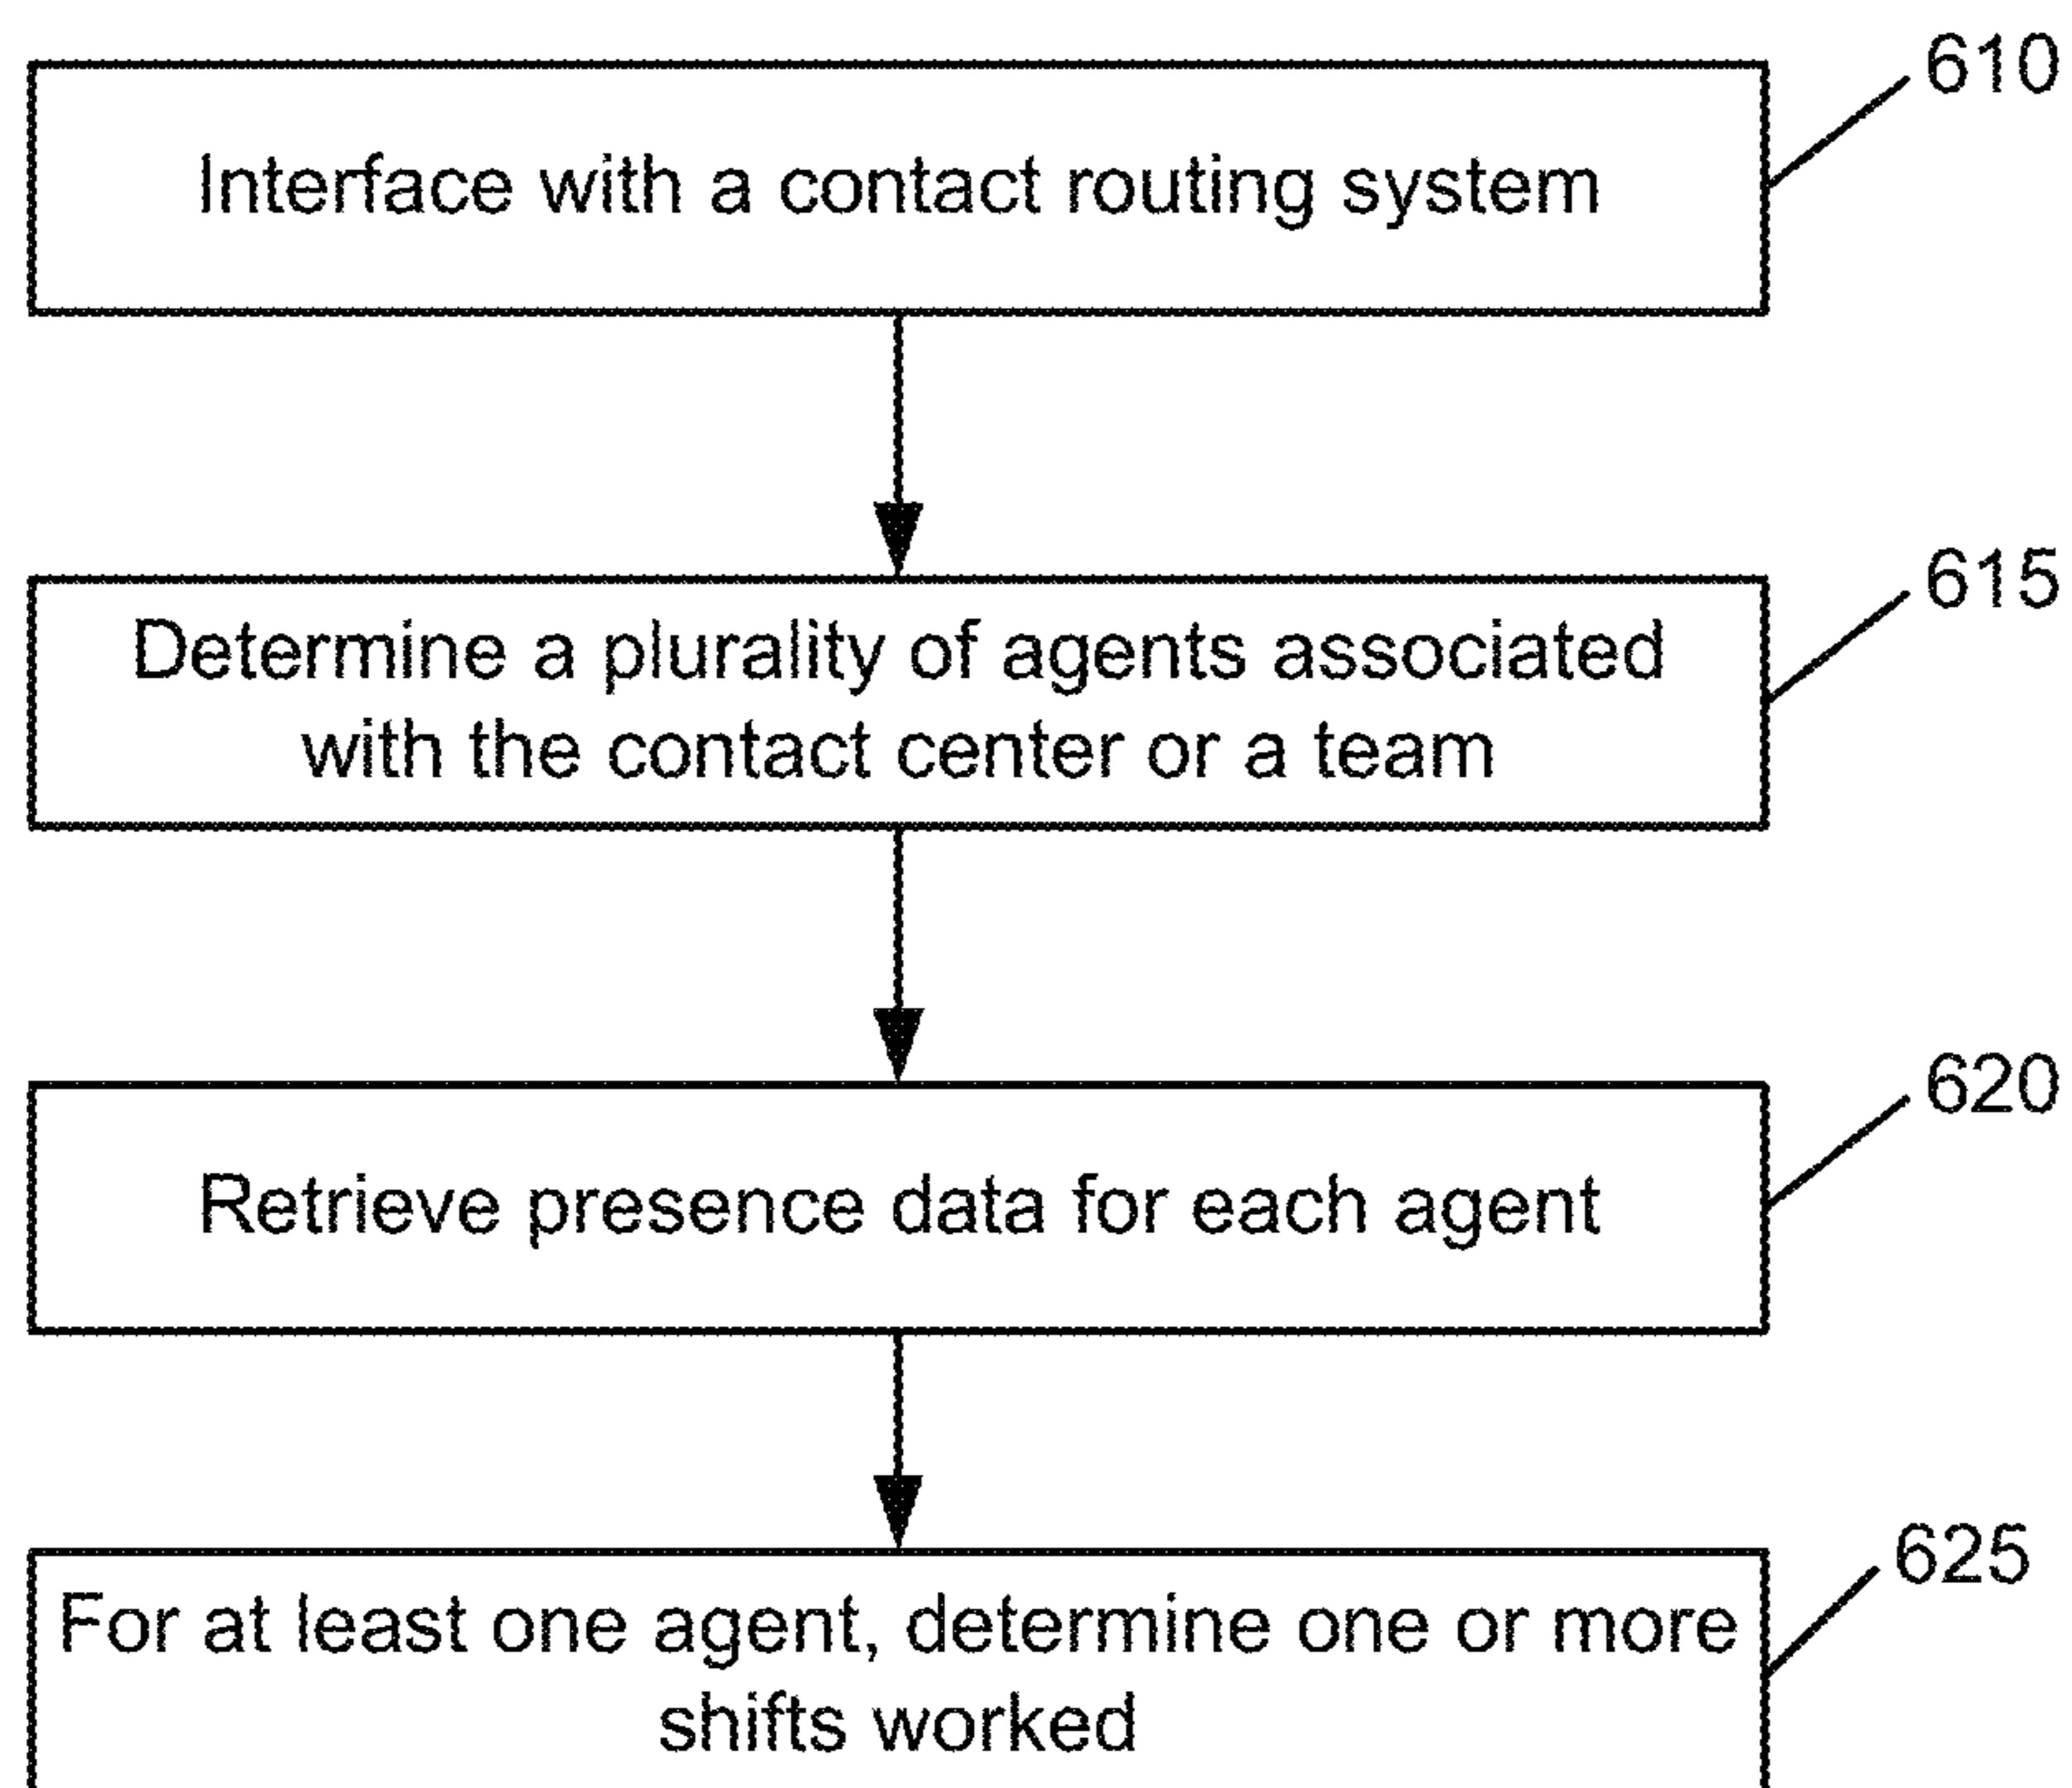 610
Interface with a contact routing system
615
Determine a plurality of agents associated
with the contact center or a team
620
Retrieve presence data for each agent
625
For at least one agent, determine one or more
shifts worked